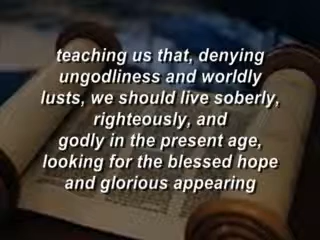 teaching us that, denying
ungodliness and worldly
lusts, we should live soberly,
righteously, and
godly in the present age,
looking for the blessed hope
and glorious appearing